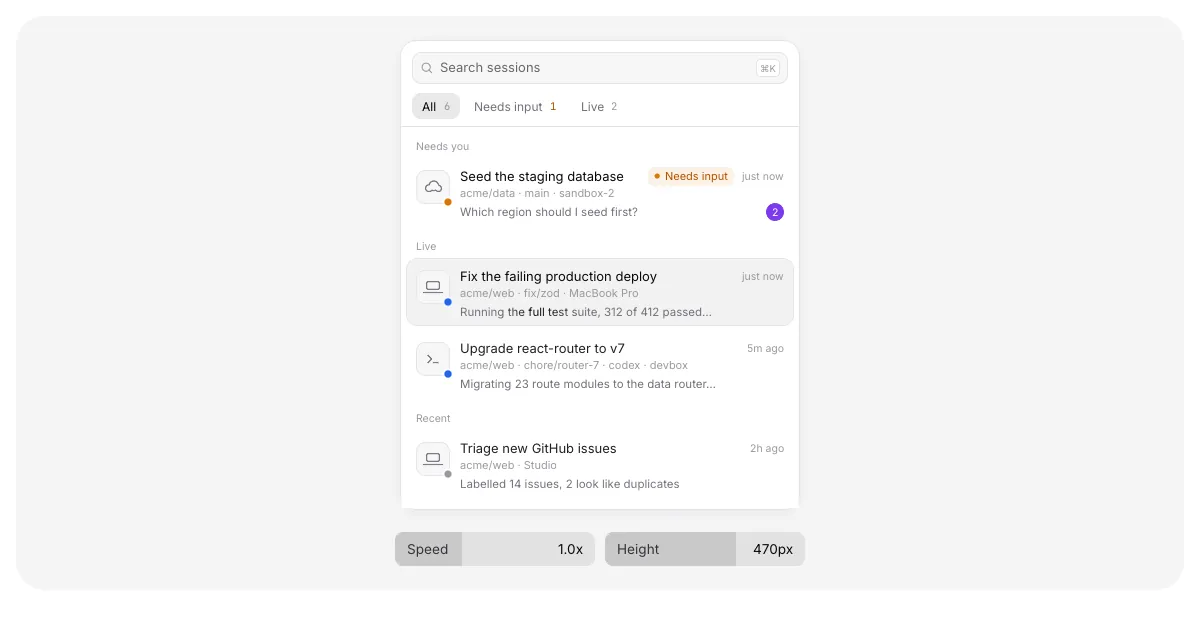 Search sessions ⌘K
All 6 Needs input 1 Live 2
Needs you
Seed the staging database Needs input just now
acme/data · main · sandbox-2
Which region should I seed first? 2
Live
Fix the failing production deploy just now
acme/web · fix/zod · MacBook Pro
Running the full test suite, 312 of 412 passed...
Upgrade react-router to v7 5m ago
acme/web · chore/router-7 · codex · devbox
Migrating 23 route modules to the data router...
Recent
Triage new GitHub issues 2h ago
acme/web · Studio
Labelled 14 issues, 2 look like duplicates
Speed 1.0x Height 470px